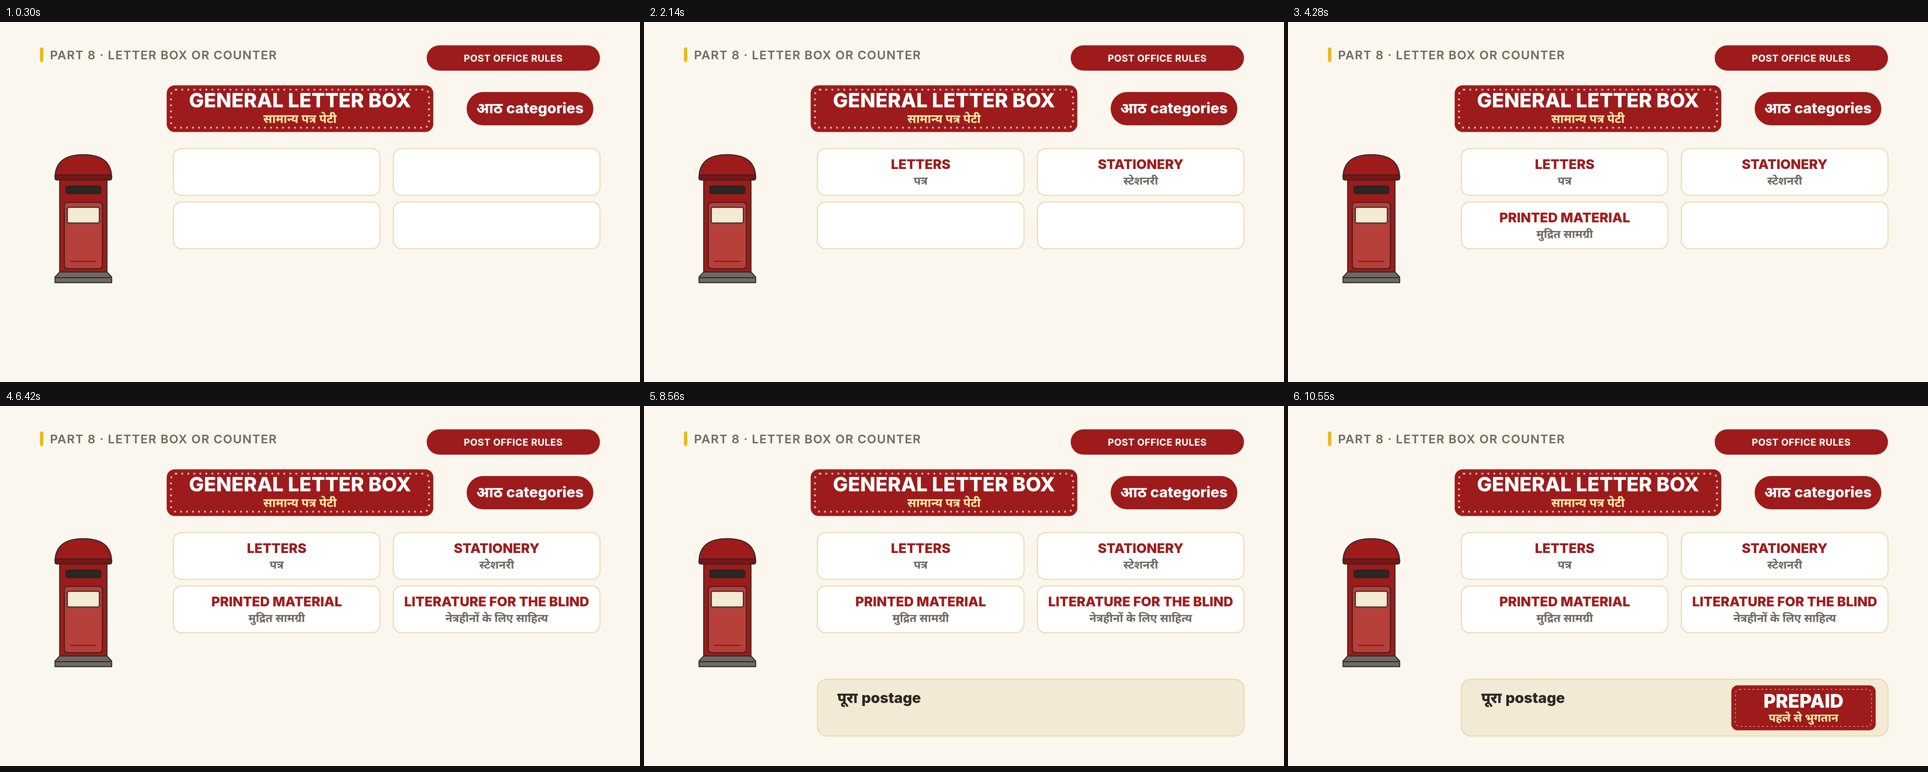 1. 0.30s
PART 8 · LETTER BOX OR COUNTER
POST OFFICE RULES
GENERAL LETTER BOX
सामान्य पत्र पेटी
आठ categories
2. 2.14s
PART 8 · LETTER BOX OR COUNTER
POST OFFICE RULES
GENERAL LETTER BOX
सामान्य पत्र पेटी
आठ categories
LETTERS
पत्र
STATIONERY
स्टेशनरी
3. 4.28s
PART 8 · LETTER BOX OR COUNTER
POST OFFICE RULES
GENERAL LETTER BOX
सामान्य पत्र पेटी
आठ categories
LETTERS
पत्र
STATIONERY
स्टेशनरी
PRINTED MATERIAL
मुद्रित सामग्री
4. 6.42s
PART 8 · LETTER BOX OR COUNTER
POST OFFICE RULES
GENERAL LETTER BOX
सामान्य पत्र पेटी
आठ categories
LETTERS
पत्र
STATIONERY
स्टेशनरी
PRINTED MATERIAL
मुद्रित सामग्री
LITERATURE FOR THE BLIND
नेत्रहीनों के लिए साहित्य
5. 8.56s
PART 8 · LETTER BOX OR COUNTER
POST OFFICE RULES
GENERAL LETTER BOX
सामान्य पत्र पेटी
आठ categories
LETTERS
पत्र
STATIONERY
स्टेशनरी
PRINTED MATERIAL
मुद्रित सामग्री
LITERATURE FOR THE BLIND
नेत्रहीनों के लिए साहित्य
पूरा postage
6. 10.55s
PART 8 · LETTER BOX OR COUNTER
POST OFFICE RULES
GENERAL LETTER BOX
सामान्य पत्र पेटी
आठ categories
LETTERS
पत्र
STATIONERY
स्टेशनरी
PRINTED MATERIAL
मुद्रित सामग्री
LITERATURE FOR THE BLIND
नेत्रहीनों के लिए साहित्य
पूरा postage
PREPAID
पहले से भुगतान